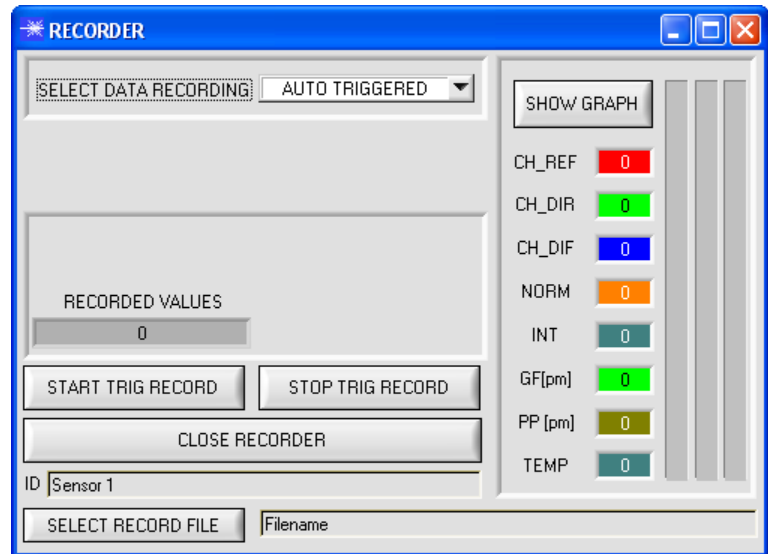 RECORDER
SELECT DATA RECORDING AUTO TRIGGERED
RECORDED VALUES
0
START TRIG RECORD STOP TRIG RECORD
CLOSE RECORDER
ID Sensor 1
SELECT RECORD FILE Filename
SHOW GRAPH
CH_REF 0
CH_DIR 0
CH_DIF 0
NORM 0
INT 0
GF[pm] 0
PP [pm] 0
TEMP 0